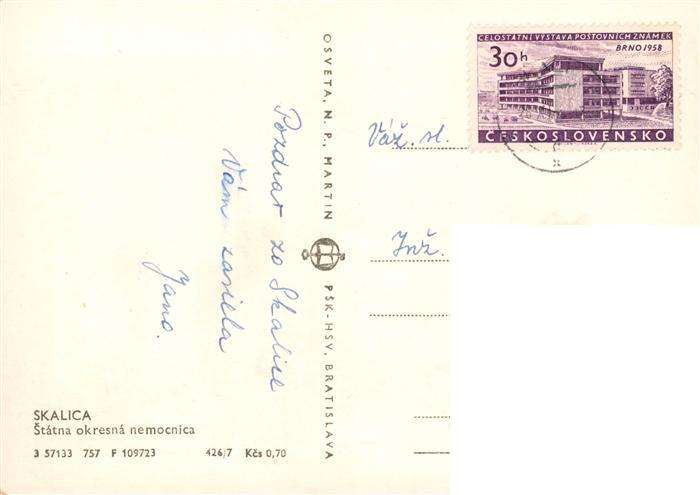 Pozdrav zo Skalice
Vám zasiela
Jano.
SKALICA
Štátna okresná nemocnica
3 57133 757 F 109723 426/7 Kčs 0,70
OSVETA, N. P., MARTIN
PŠK-HSV, BRATISLAVA
CELOSTÁTNÍ VÝSTAVA POŠTOVNÍCH ZNÁMEK
BRNO 1958
30h
ČESKOSLOVENSKO
Váž. sl.
Inž.